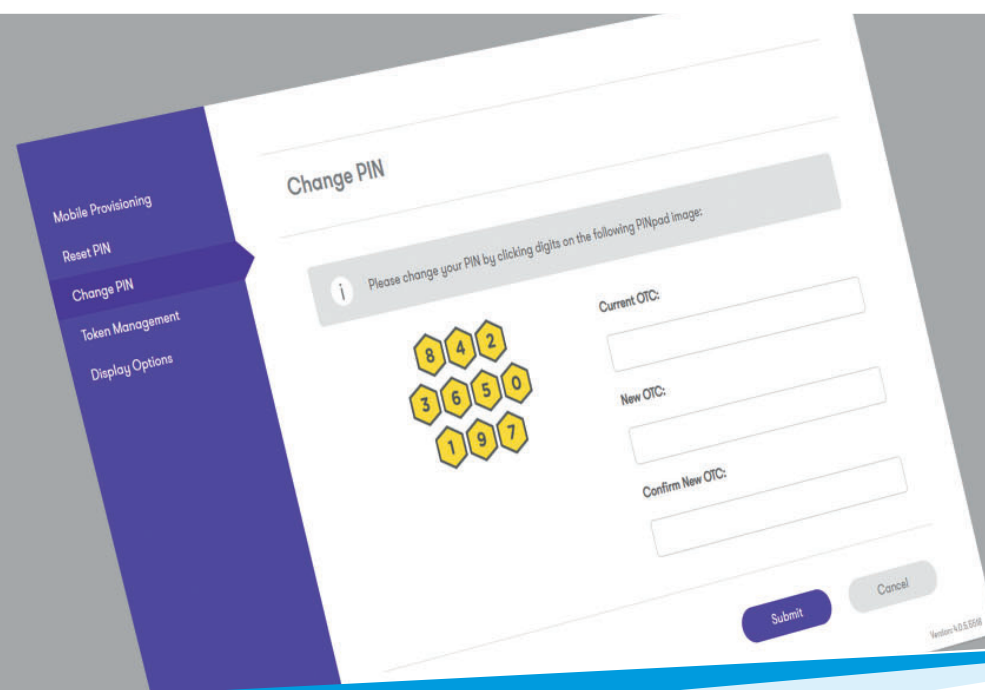 Mobile Provisioning
Reset PIN
Change PIN
Token Management
Display Options
Change PIN
i Please change your PIN by clicking digits on the following PINpad image:
8 4 2
3 6 5 0
1 9 7
Current OTC:
New OTC:
Confirm New OTC:
Submit
Cancel